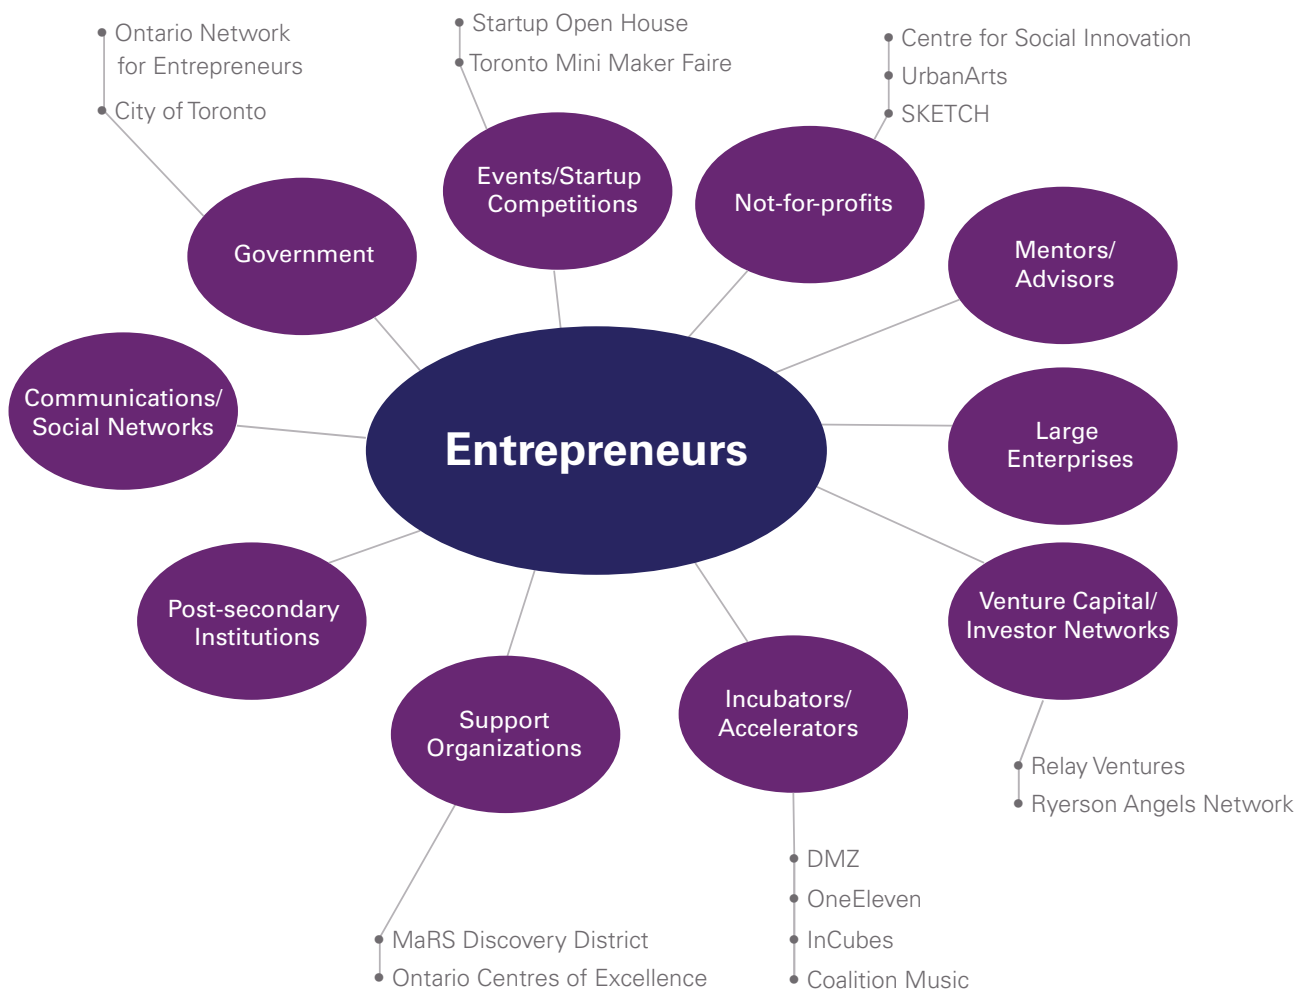 Ontario Network
for Entrepreneurs
City of Toronto
Startup Open House
Toronto Mini Maker Faire
Centre for Social Innovation
UrbanArts
SKETCH
Events/Startup
Competitions
Not-for-profits
Government
Mentors/
Advisors
Communications/
Social Networks
Entrepreneurs
Large
Enterprises
Post-secondary
Institutions
Venture Capital/
Investor Networks
Support
Organizations
Incubators/
Accelerators
Relay Ventures
Ryerson Angels Network
DMZ
OneEleven
InCubes
Coalition Music
MaRS Discovery District
Ontario Centres of Excellence